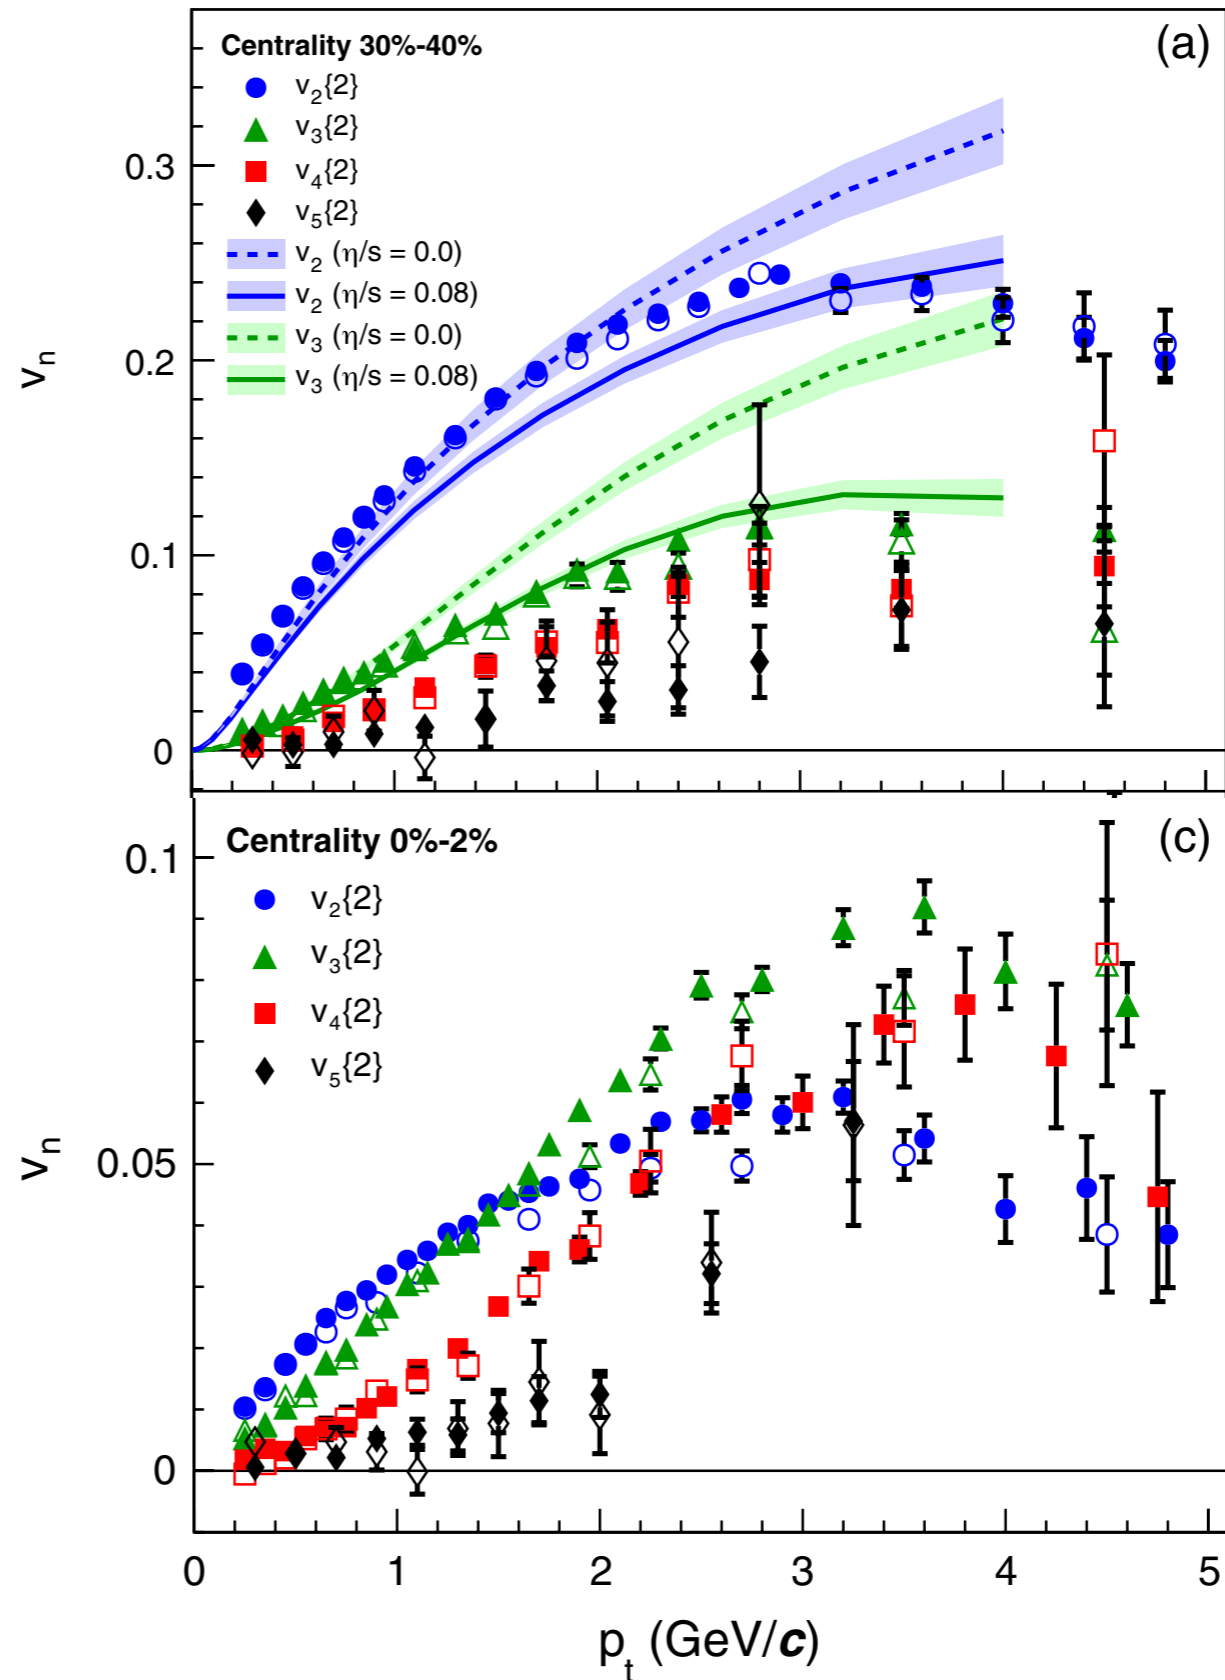 (a)
Centrality 30%-40%
v2{2}
v3{2}
v4{2}
v5{2}
v2 (η/s = 0.0)
v2 (η/s = 0.08)
v3 (η/s = 0.0)
v3 (η/s = 0.08)
0.3
0.2
0.1
0
vn
(c)
Centrality 0%-2%
v2{2}
v3{2}
v4{2}
v5{2}
0.1
0.05
0
vn
0 1 2 3 4 5
pt (GeV/c)